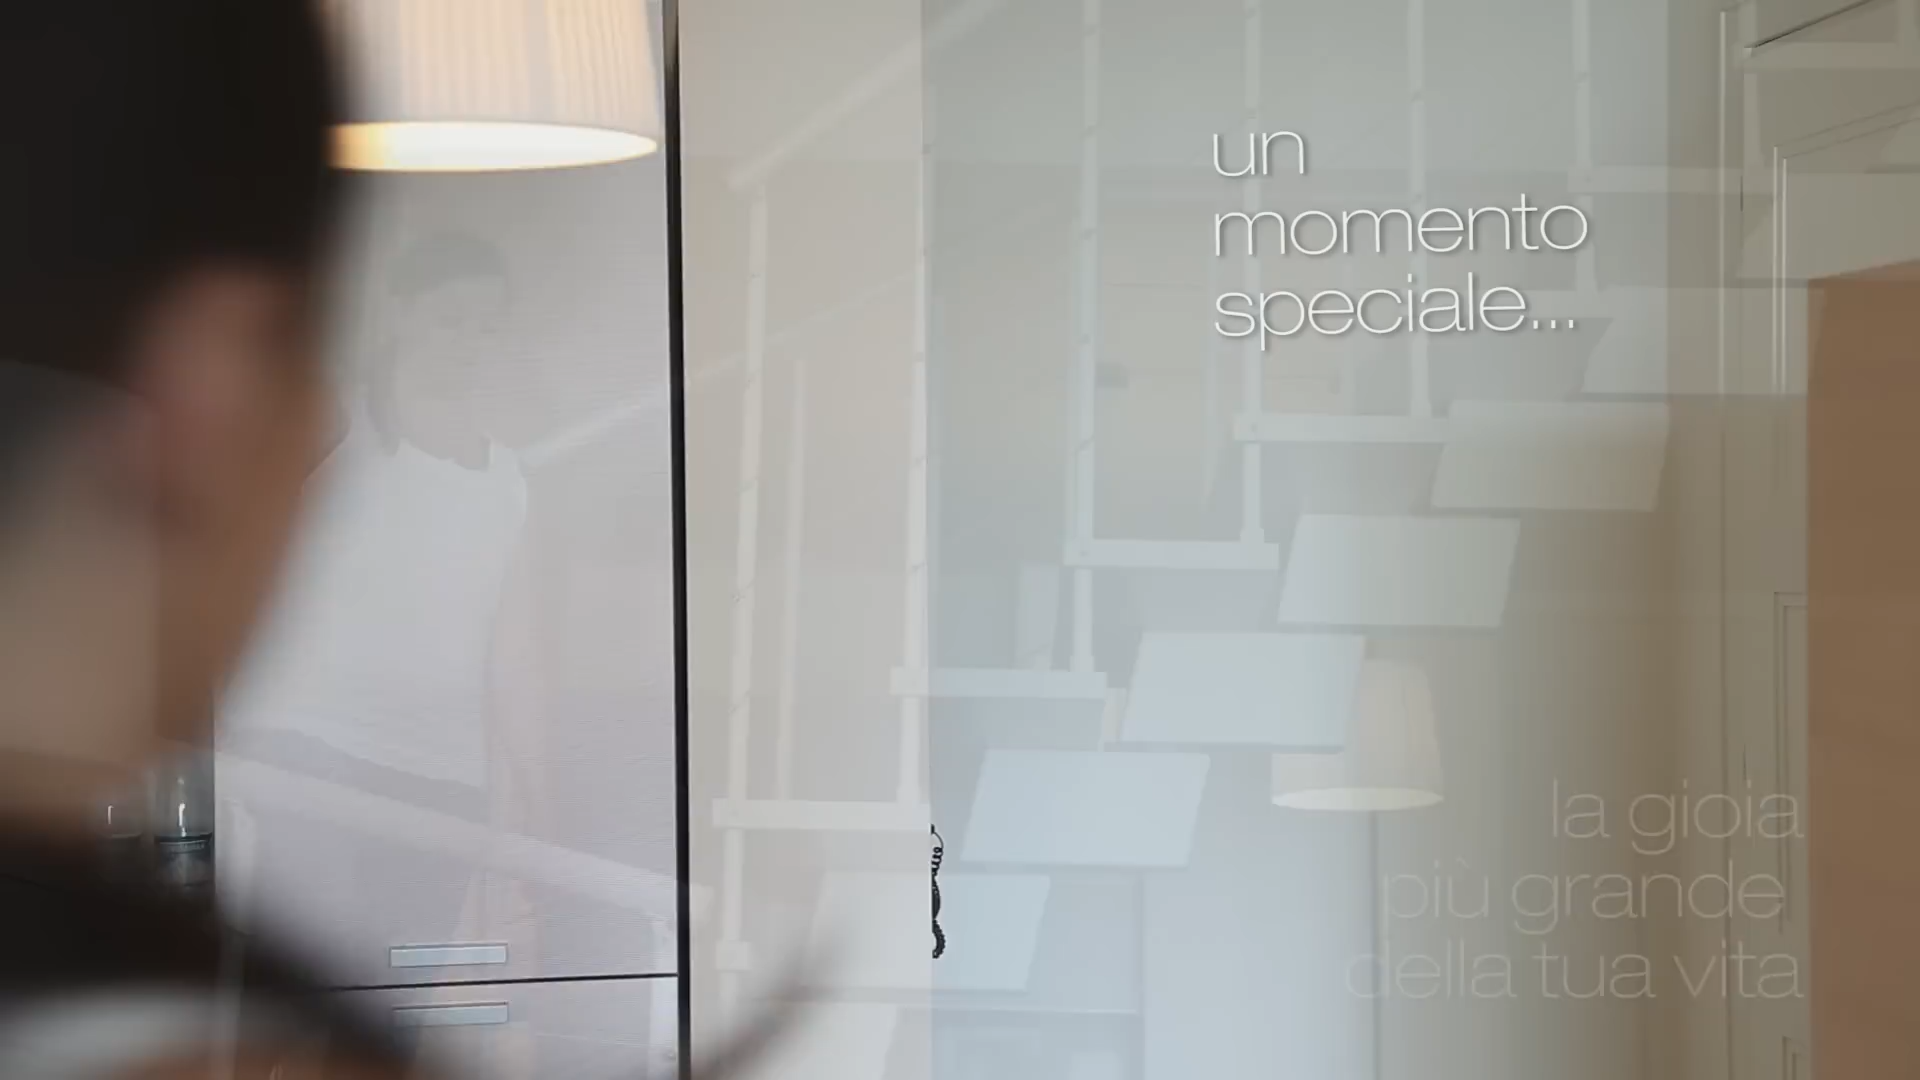 un
momento
speciale...
la gioia
più grande
della tua vita